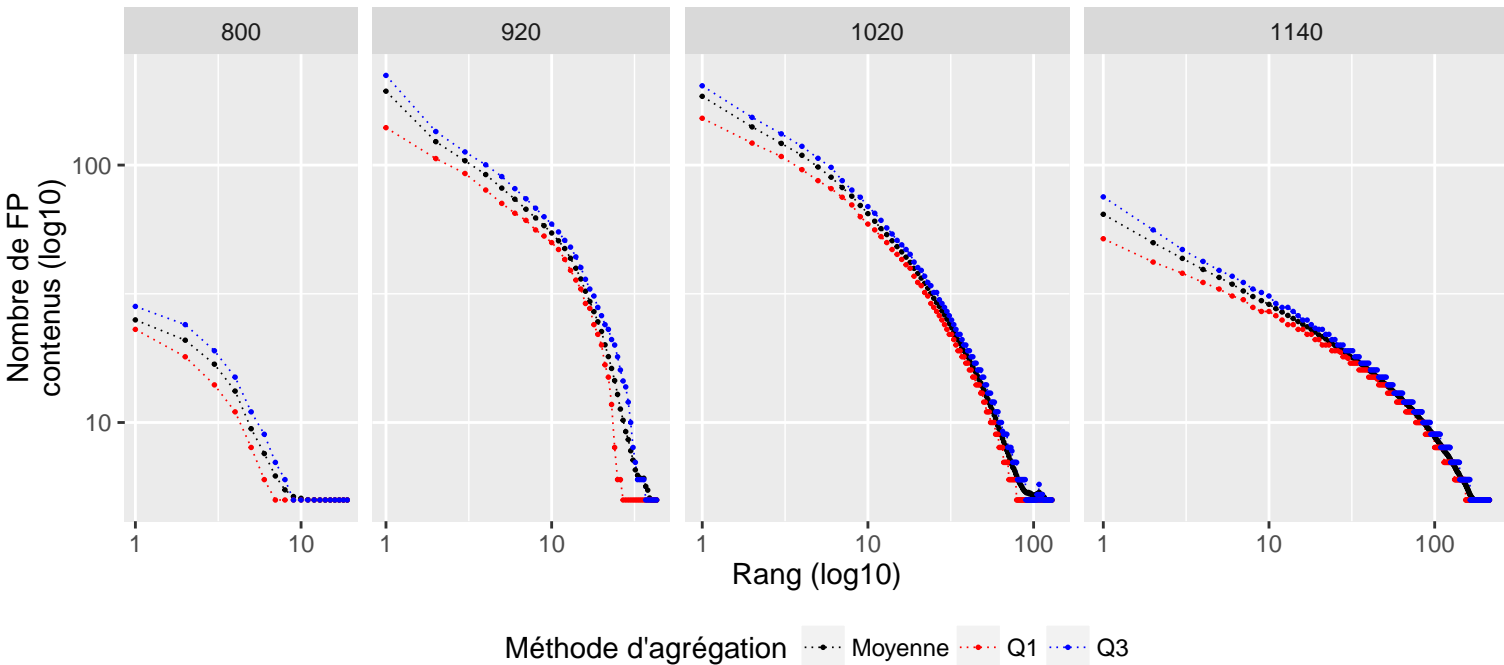 800 920 1020 1140
Nombre de FP
contenus (log10)
100
10
1 10 1 10 1 10 100 1 10 100
Rang (log10)
Méthode d'agrégation Moyenne Q1 Q3